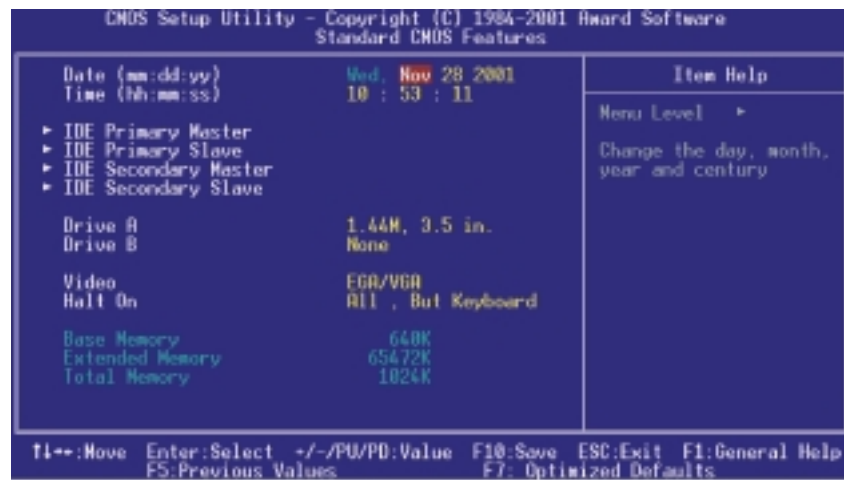 CMOS Setup Utility - Copyright (C) 1984-2001 Award Software
Standard CMOS Features
Date (mm:dd:yy) Wed, Nov 28 2001
Time (hh:mm:ss) 10 : 53 : 11
► IDE Primary Master
► IDE Primary Slave
► IDE Secondary Master
► IDE Secondary Slave
Drive A 1.44M, 3.5 in.
Drive B None
Video EGA/VGA
Halt On All , But Keyboard
Base Memory 640K
Extended Memory 65472K
Total Memory 1024K
Item Help
Menu Level ►
Change the day, month,
year and century
↑↓→←:Move Enter:Select +/-/PU/PD:Value F10:Save ESC:Exit F1:General Help
F5:Previous Values F7: Optimized Defaults